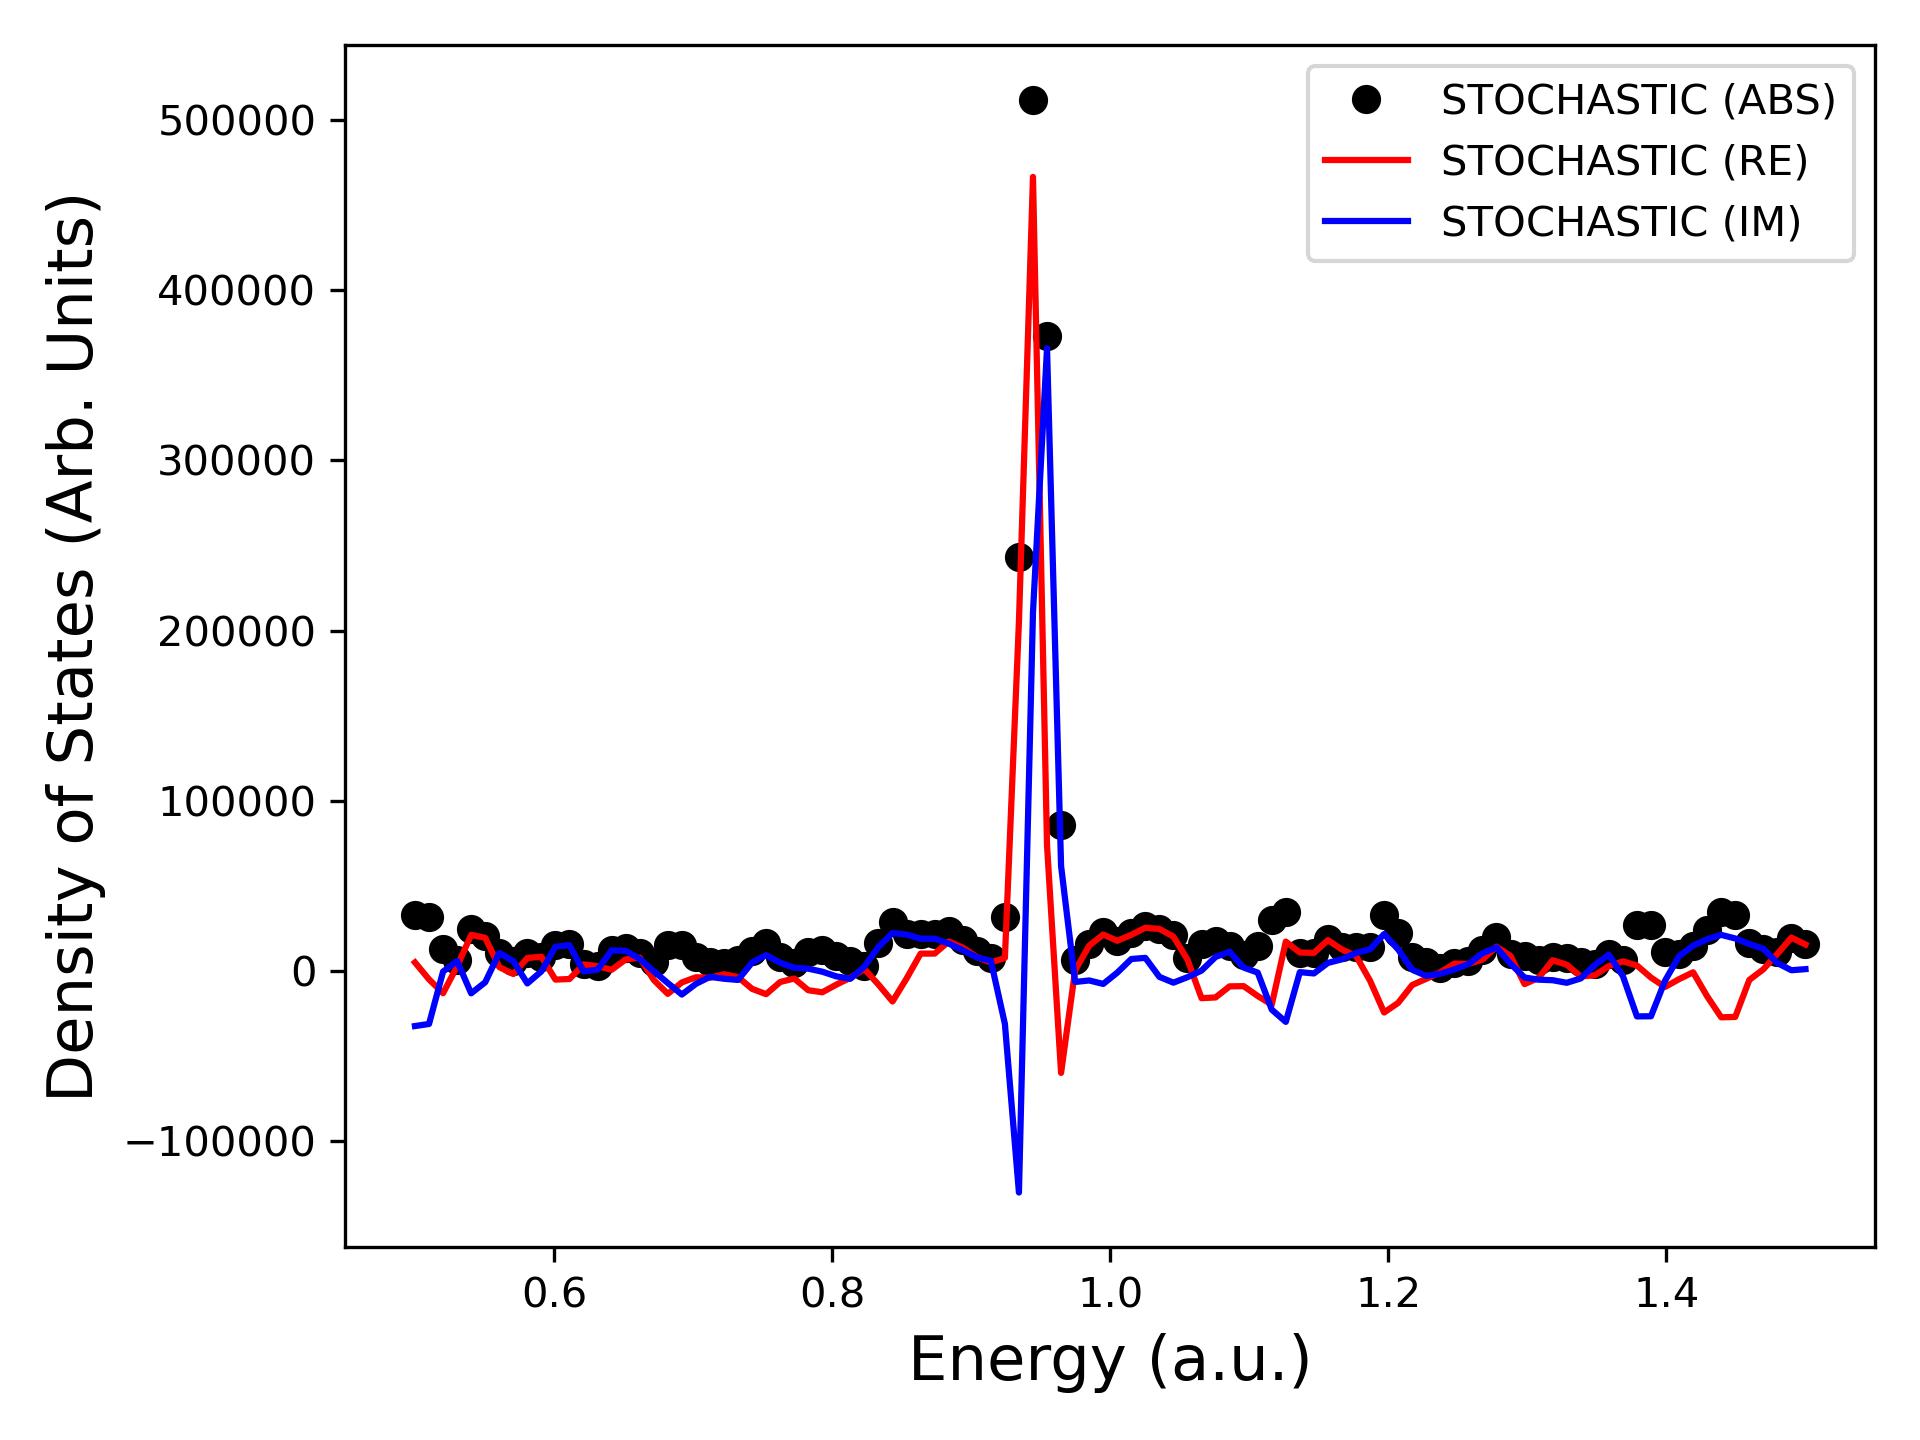 STOCHASTIC (ABS)
STOCHASTIC (RE)
STOCHASTIC (IM)
Density of States (Arb. Units)
500000
400000
300000
200000
100000
0
−100000
0.6 0.8 1.0 1.2 1.4
Energy (a.u.)